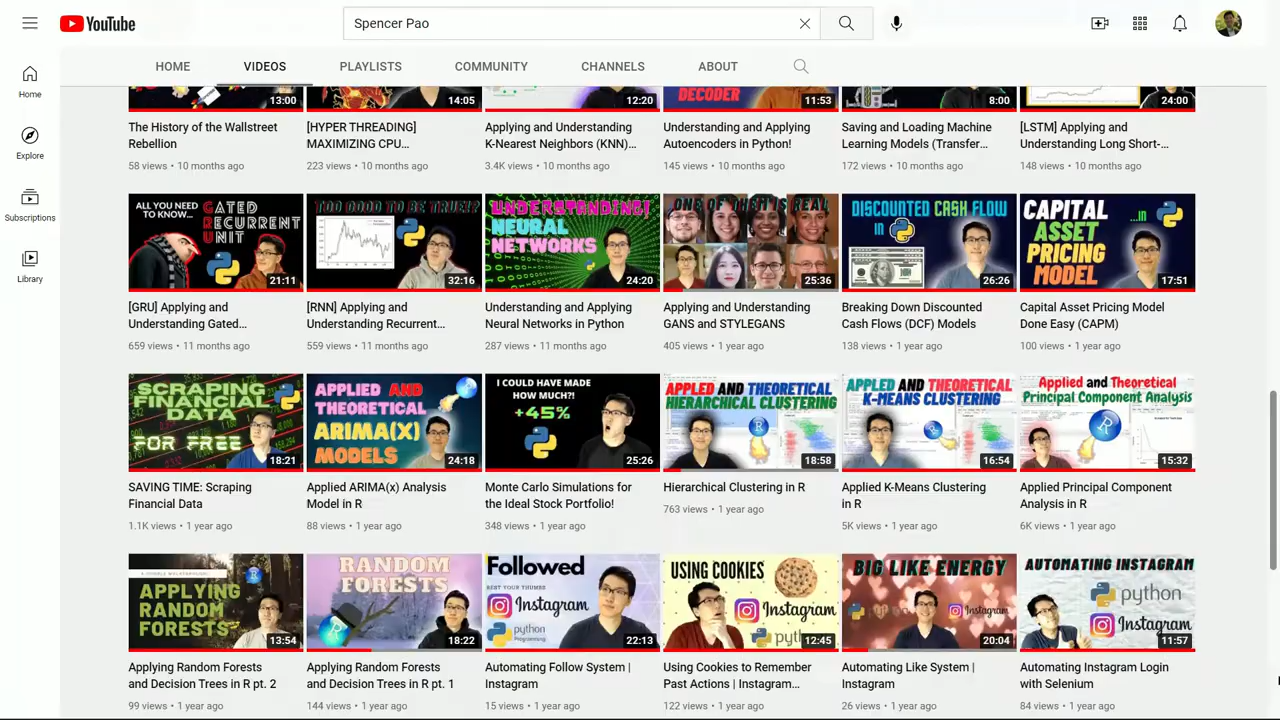 YouTube
Spencer Pao
HOME VIDEOS PLAYLISTS COMMUNITY CHANNELS ABOUT
Home
Explore
Subscriptions
Library
13:00
14:05
12:20
DECODER
11:53
8:00
24:00
The History of the Wallstreet
Rebellion
58 views • 10 months ago
[HYPER THREADING]
MAXIMIZING CPU...
223 views • 10 months ago
Applying and Understanding
K-Nearest Neighbors (KNN)...
3.4K views • 10 months ago
Understanding and Applying
Autoencoders in Python!
145 views • 10 months ago
Saving and Loading Machine
Learning Models (Transfer...
172 views • 10 months ago
[LSTM] Applying and
Understanding Long Short-...
148 views • 10 months ago
ALL YOU NEED
TO KNOW...
GATED
RECURRENT
UNIT
21:11
TOO GOOD TO BE TRUE!?
32:16
UNDERSTANDING!
NEURAL
NETWORKS
24:20
ONE OF THEM IS REAL
25:36
DISCOUNTED CASH FLOW
IN
26:26
CAPITAL
ASSET
PRICING
MODEL
...IN
17:51
[GRU] Applying and
Understanding Gated...
659 views • 11 months ago
[RNN] Applying and
Understanding Recurrent...
559 views • 11 months ago
Understanding and Applying
Neural Networks in Python
287 views • 11 months ago
Applying and Understanding
GANS and STYLEGANS
405 views • 1 year ago
Breaking Down Discounted
Cash Flows (DCF) Models
138 views • 1 year ago
Capital Asset Pricing Model
Done Easy (CAPM)
100 views • 1 year ago
SCRAPING
FINANCIAL
DATA
FOR FREE
18:21
APPLIED AND
THEORETICAL
ARIMA(X)
MODELS
24:18
I COULD HAVE MADE
HOW MUCH?!
+45%
25:26
APPLED AND THEORETICAL
HIERARCHICAL CLUSTERING
18:58
APPLED AND THEORETICAL
K-MEANS CLUSTERING
16:54
Applied and Theoretical
Principal Component Analysis
15:32
SAVING TIME: Scraping
Financial Data
1.1K views • 1 year ago
Applied ARIMA(x) Analysis
Model in R
88 views • 1 year ago
Monte Carlo Simulations for
the Ideal Stock Portfolio!
348 views • 1 year ago
Hierarchical Clustering in R
763 views • 1 year ago
Applied K-Means Clustering
in R
5K views • 1 year ago
Applied Principal Component
Analysis in R
6K views • 1 year ago
APPLYING
RANDOM
FORESTS
13:54
RANDOM
FORESTS
18:22
Followed
REST YOUR THUMBS
Instagram
python
22:13
USING COOKIES
Instagram
12:45
BIG LIKE ENERGY
Instagram
20:04
AUTOMATING INSTAGRAM
python
Instagram
11:57
Applying Random Forests
and Decision Trees in R pt. 2
99 views • 1 year ago
Applying Random Forests
and Decision Trees in R pt. 1
144 views • 1 year ago
Automating Follow System |
Instagram
15 views • 1 year ago
Using Cookies to Remember
Past Actions | Instagram...
122 views • 1 year ago
Automating Like System |
Instagram
26 views • 1 year ago
Automating Instagram Login
with Selenium
84 views • 1 year ago